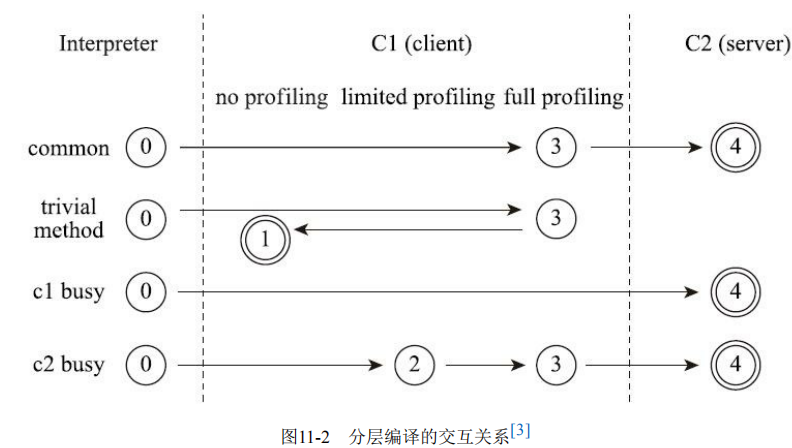 Interpreter C1 (client) C2 (server)
no profiling limited profiling full profiling
common 0 3 4
trivial
method 0 3
1
c1 busy 0 4
c2 busy 0 2 3 4
图11-2 分层编译的交互关系[3]